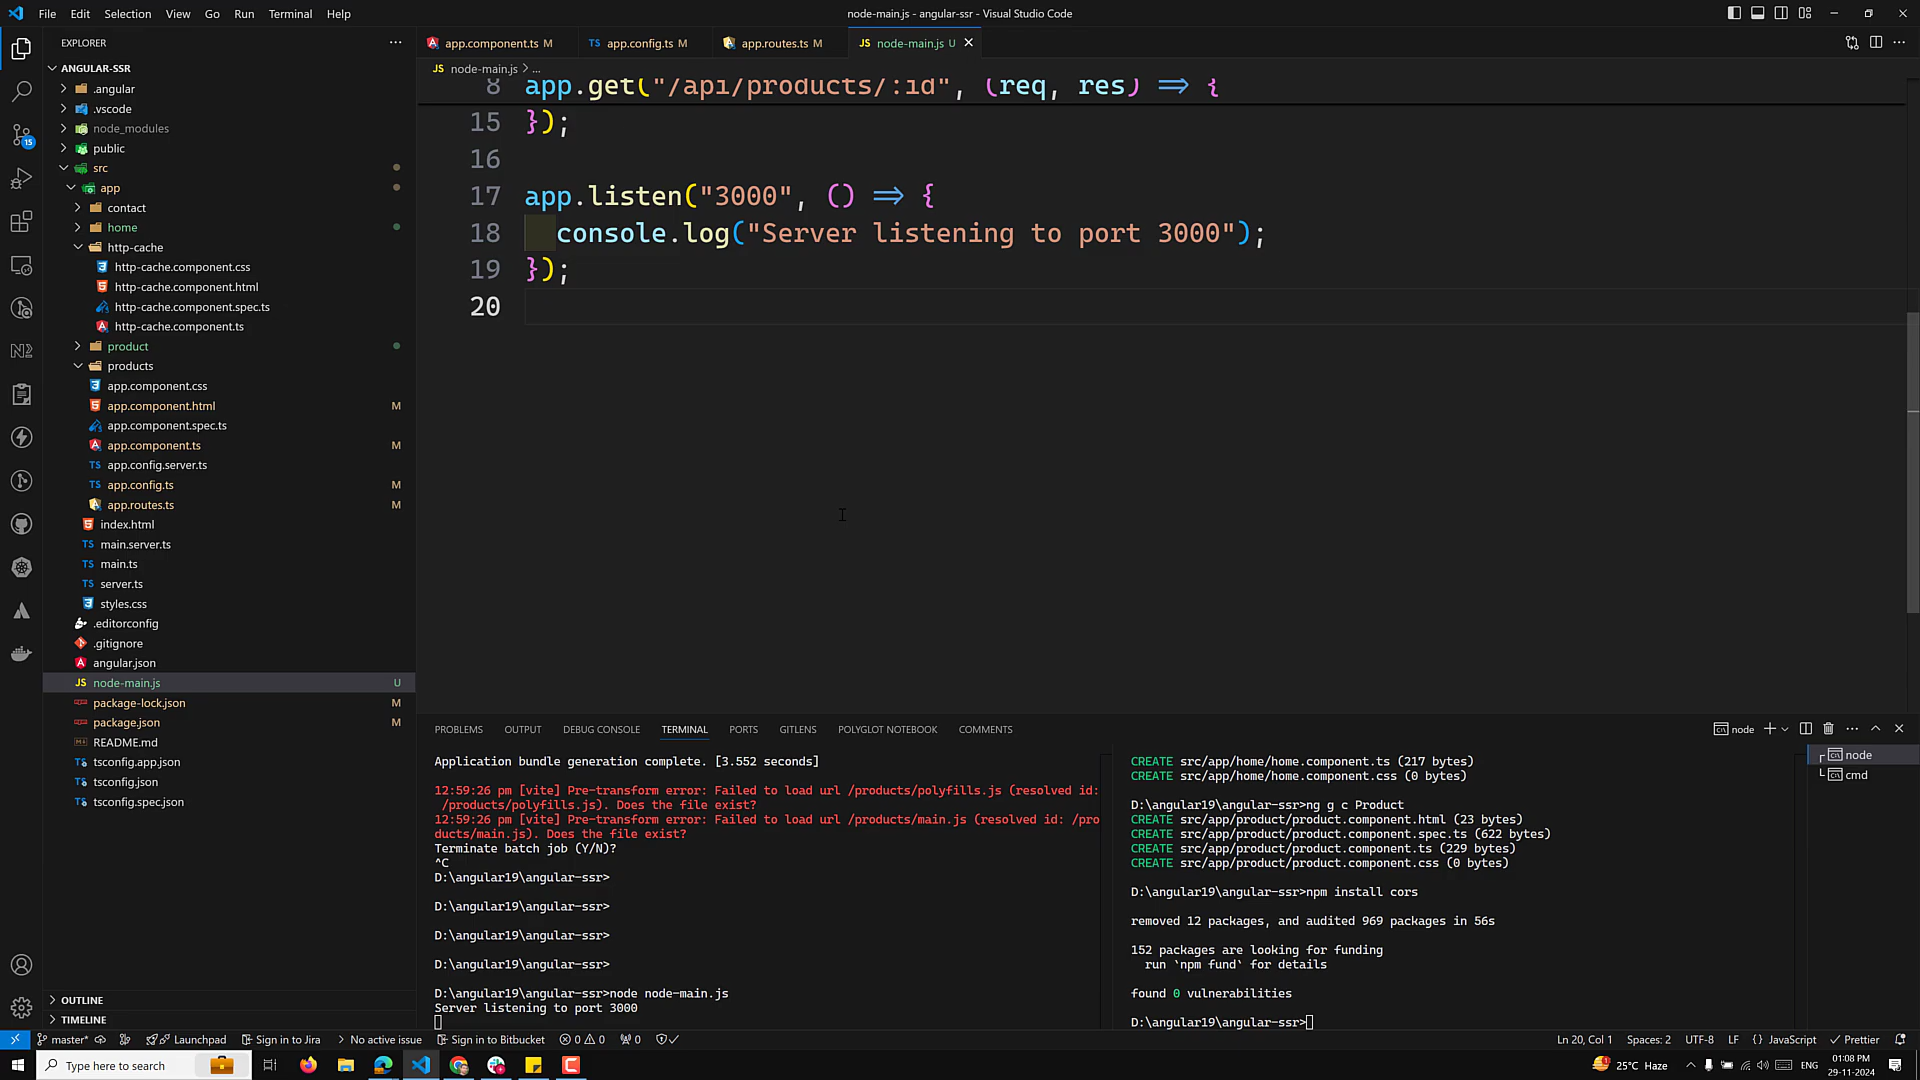 File Edit Selection View Go Run Terminal Help
node-main.js - angular-ssr - Visual Studio Code
EXPLORER
ANGULAR-SSR
.angular
.vscode
node_modules
public
src
app
contact
home
http-cache
http-cache.component.css
http-cache.component.html
http-cache.component.spec.ts
http-cache.component.ts
product
products
app.component.css
app.component.html M
app.component.spec.ts
app.component.ts M
app.config.server.ts
app.config.ts M
app.routes.ts M
index.html
main.server.ts
main.ts
server.ts
styles.css
.editorconfig
.gitignore
angular.json
node-main.js U
package-lock.json M
package.json M
README.md
tsconfig.app.json
tsconfig.json
tsconfig.spec.json
OUTLINE
TIMELINE
app.component.ts M app.config.ts M app.routes.ts M JS node-main.js U
JS node-main.js > ...
8 app.get("/api/products/:id", (req, res) => {
15 });
16
17 app.listen("3000", () => {
18 console.log("Server listening to port 3000");
19 });
20
PROBLEMS OUTPUT DEBUG CONSOLE TERMINAL PORTS GITLENS POLYGLOT NOTEBOOK COMMENTS
node
Application bundle generation complete. [3.552 seconds]
12:59:26 pm [vite] Pre-transform error: Failed to load url /products/polyfills.js (resolved id:
/products/polyfills.js). Does the file exist?
12:59:26 pm [vite] Pre-transform error: Failed to load url /products/main.js (resolved id: /pro
ducts/main.js). Does the file exist?
Terminate batch job (Y/N)?
^C
D:\angular19\angular-ssr>
D:\angular19\angular-ssr>
D:\angular19\angular-ssr>
D:\angular19\angular-ssr>
D:\angular19\angular-ssr>node node-main.js
Server listening to port 3000
CREATE src/app/home/home.component.ts (217 bytes)
CREATE src/app/home/home.component.css (0 bytes)
D:\angular19\angular-ssr>ng g c Product
CREATE src/app/product/product.component.html (23 bytes)
CREATE src/app/product/product.component.spec.ts (622 bytes)
CREATE src/app/product/product.component.ts (229 bytes)
CREATE src/app/product/product.component.css (0 bytes)
D:\angular19\angular-ssr>npm install cors
removed 12 packages, and audited 969 packages in 56s
152 packages are looking for funding
run `npm fund` for details
found 0 vulnerabilities
D:\angular19\angular-ssr>
node
cmd
master* Launchpad Sign in to Jira No active issue Sign in to Bitbucket 0 0 0
Ln 20, Col 1 Spaces: 2 UTF-8 LF {} JavaScript Prettier
Type here to search
25°C Haze ENG 01:08 PM
29-11-2024